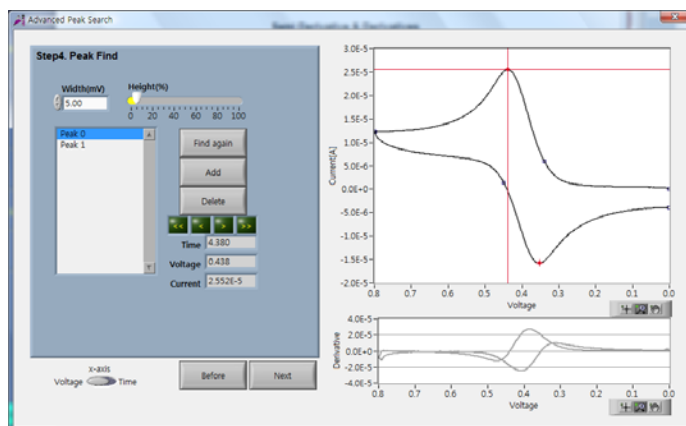 Advanced Peak Search
Step4. Peak Find
Width(mV)
Height(%)
5.00
0 20 40 60 80 100
Peak 0
Peak 1
Find again
Add
Delete
<< < > >>
Time 4.380
Voltage 0.438
Current 2.552E-5
x-axis
Voltage Time
Before
Next
3.0E-5
2.5E-5
2.0E-5
1.5E-5
1.0E-5
5.0E-6
0.0E+0
-5.0E-6
-1.0E-5
-1.5E-5
-2.0E-5
Current[A]
0.8 0.7 0.6 0.5 0.4 0.3 0.2 0.1 0.0
Voltage
4.0E-5
2.0E-5
0.0E+0
-2.0E-5
-4.0E-5
Derivative
0.8 0.7 0.6 0.5 0.4 0.3 0.2 0.1 0.0
Voltage